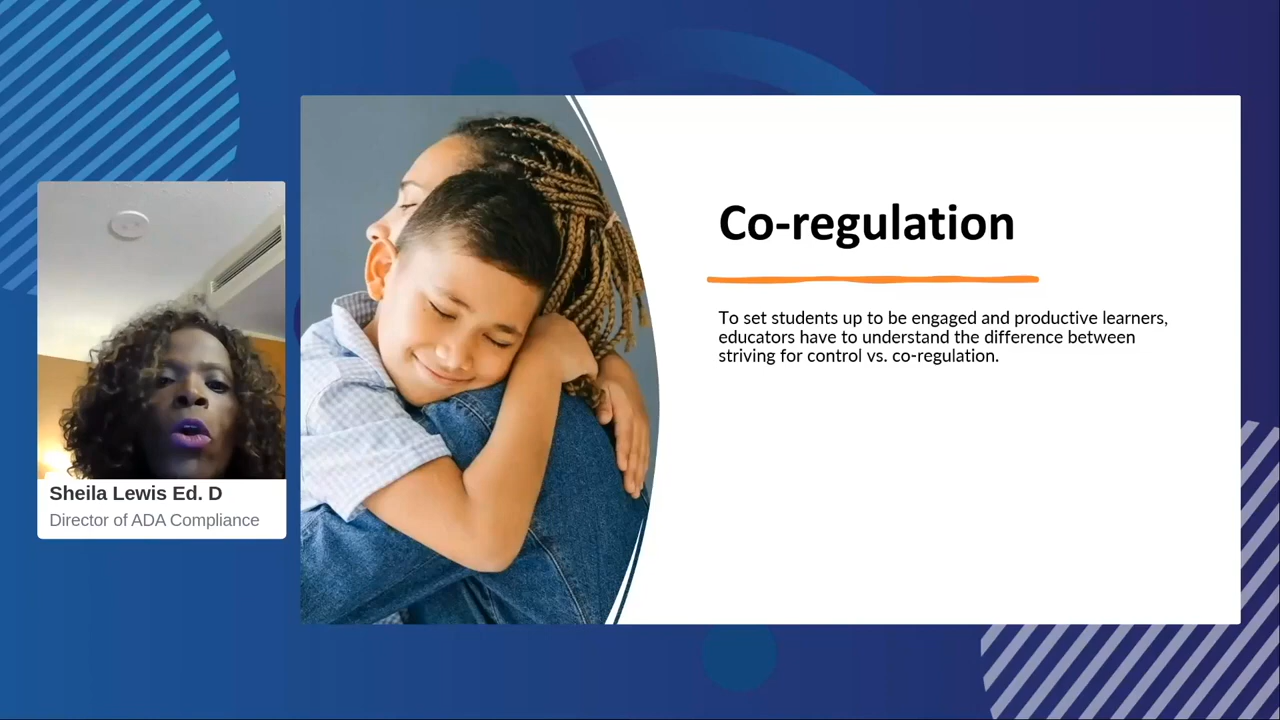 Co-regulation
To set students up to be engaged and productive learners,
educators have to understand the difference between
striving for control vs. co-regulation.
Sheila Lewis Ed. D
Director of ADA Compliance